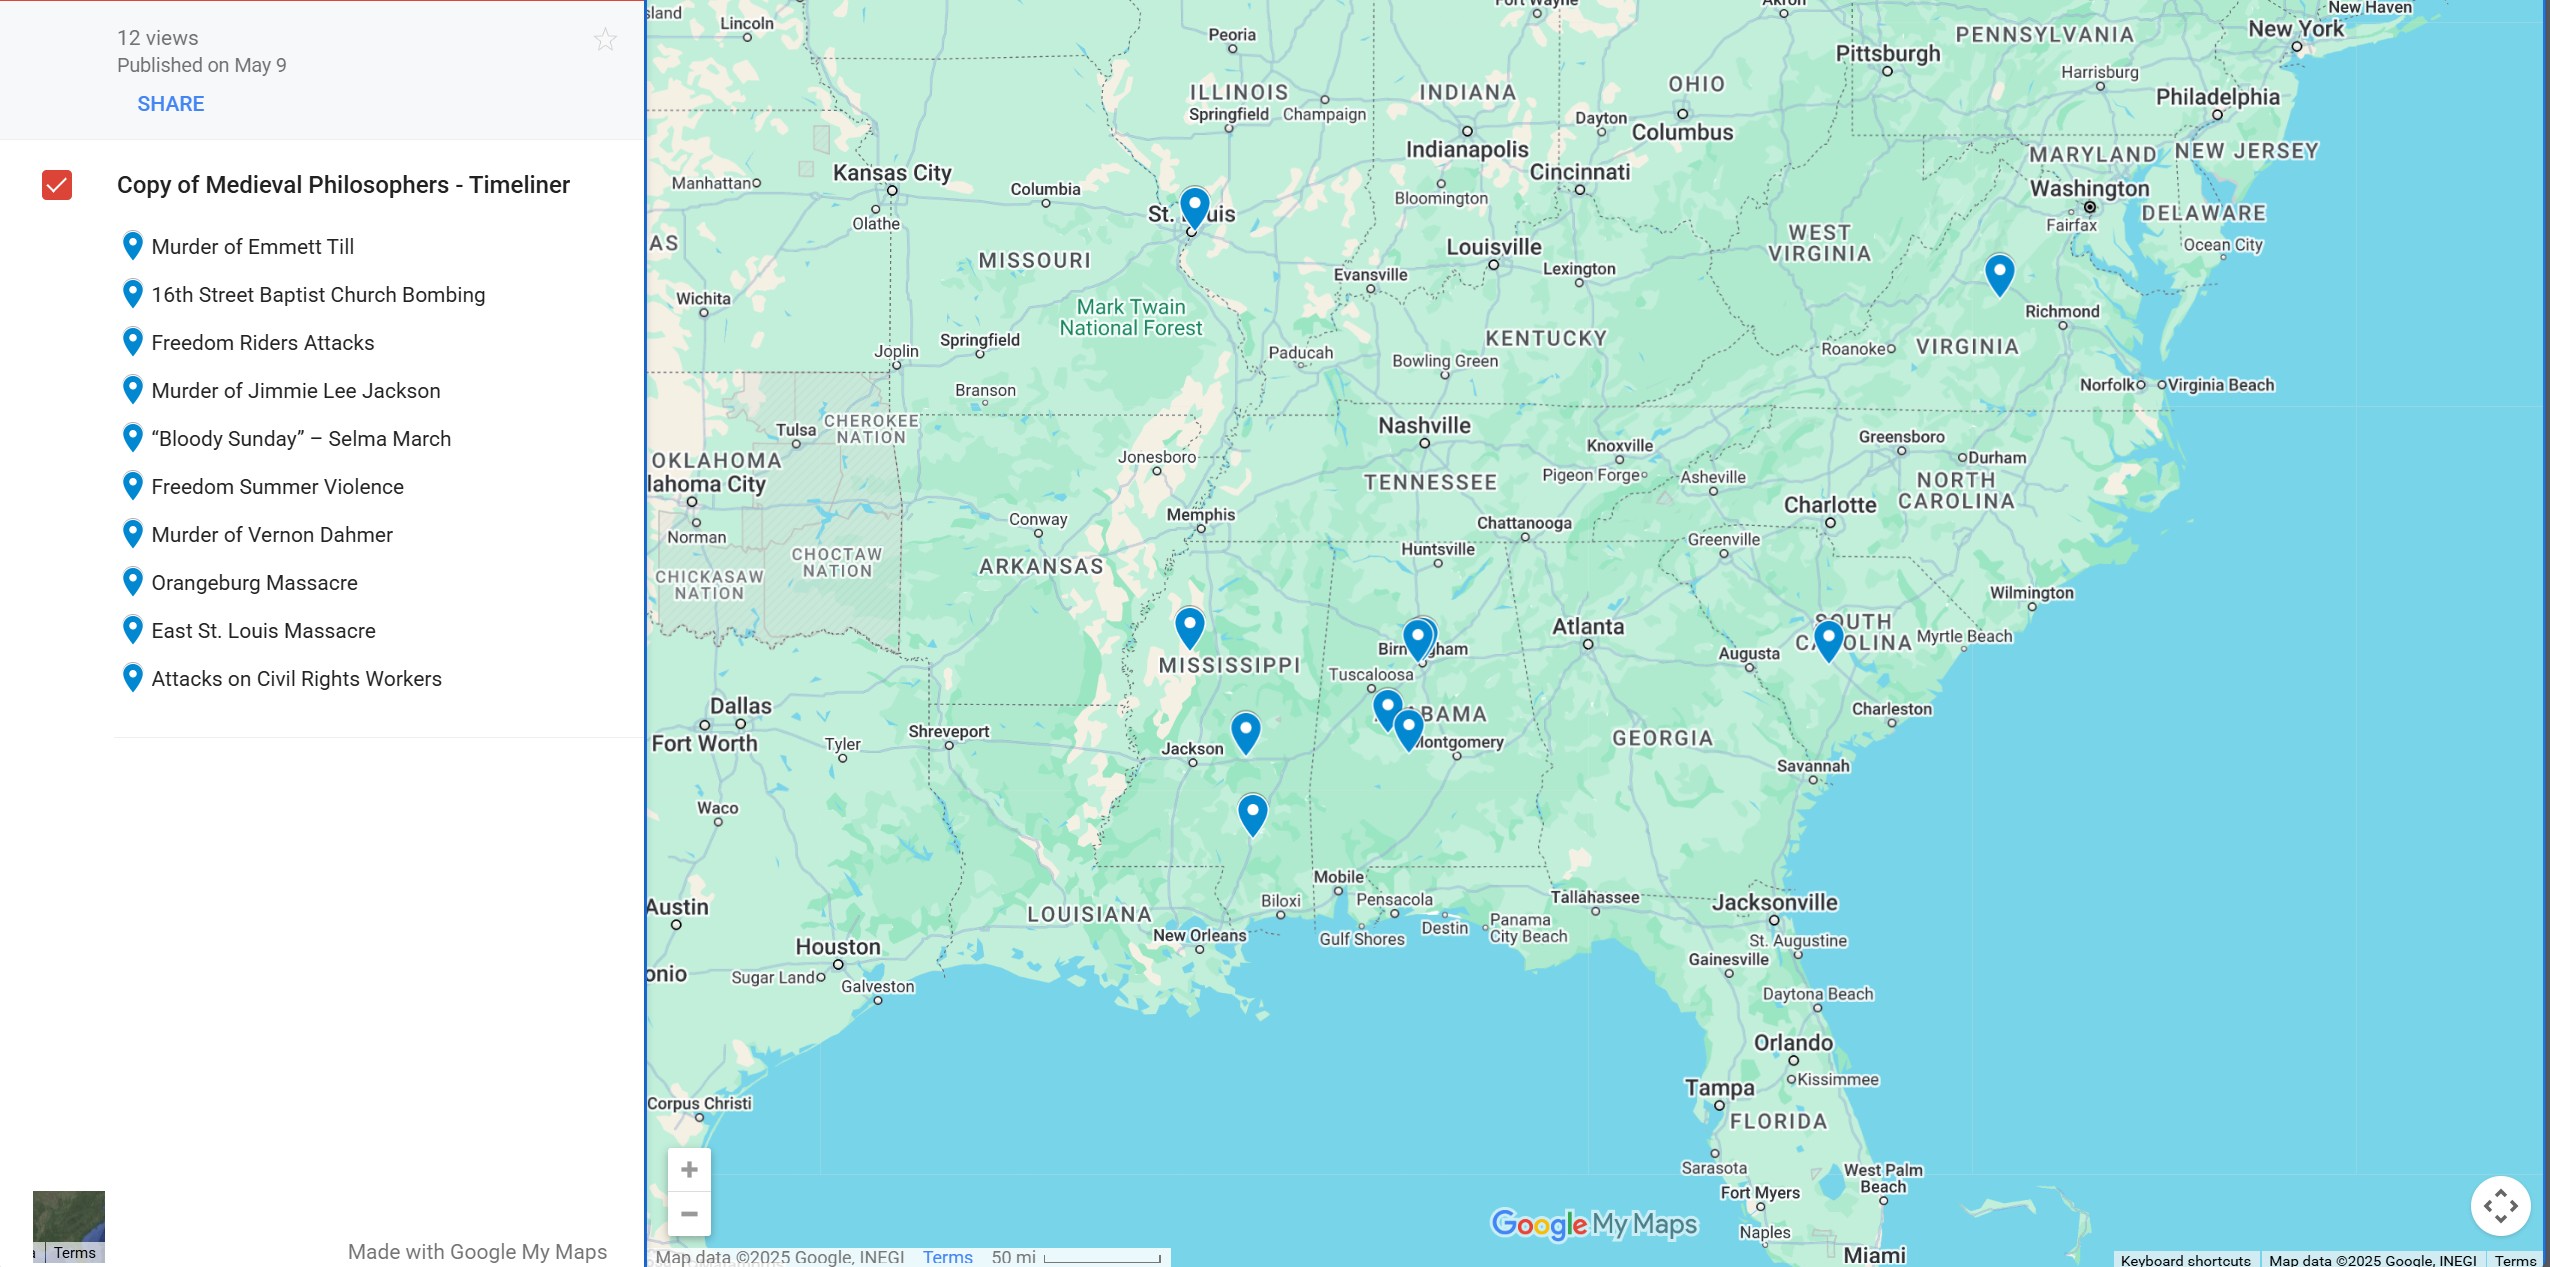 12 views
Published on May 9
SHARE
Copy of Medieval Philosophers - Timeliner
Murder of Emmett Till
16th Street Baptist Church Bombing
Freedom Riders Attacks
Murder of Jimmie Lee Jackson
“Bloody Sunday” – Selma March
Freedom Summer Violence
Murder of Vernon Dahmer
Orangeburg Massacre
East St. Louis Massacre
Attacks on Civil Rights Workers
Terms
Made with Google My Maps
Lincoln
Peoria
Fort Wayne
Akron
New Haven
New York
PENNSYLVANIA
Pittsburgh
Harrisburg
Philadelphia
ILLINOIS
Springfield
Champaign
INDIANA
OHIO
Dayton
Columbus
Indianapolis
MARYLAND
NEW JERSEY
Manhattan
Kansas City
Columbia
Olathe
St. Louis
Bloomington
Cincinnati
Washington
DELAWARE
Fairfax
Ocean City
AS
MISSOURI
Louisville
WEST
VIRGINIA
Evansville
Lexington
Wichita
Mark Twain
National Forest
Richmond
KENTUCKY
Springfield
Joplin
Paducah
Bowling Green
Roanoke
VIRGINIA
Branson
Norfolk
Virginia Beach
Tulsa
CHEROKEE
NATION
Nashville
Knoxville
Greensboro
Durham
OKLAHOMA
lahoma City
Jonesboro
TENNESSEE
Pigeon Forge
Asheville
NORTH
CAROLINA
Norman
Conway
Memphis
Chattanooga
Charlotte
CHOCTAW
NATION
CHICKASAW
NATION
ARKANSAS
Huntsville
Greenville
Wilmington
MISSISSIPPI
Birmingham
Atlanta
SOUTH
CAROLINA
Myrtle Beach
Tuscaloosa
Augusta
Dallas
Fort Worth
Tyler
Shreveport
Jackson
ABAMA
Montgomery
GEORGIA
Charleston
Savannah
Waco
Austin
LOUISIANA
Mobile
Biloxi
Pensacola
Gulf Shores
Destin
Panama
City Beach
Tallahassee
Jacksonville
New Orleans
St. Augustine
Houston
onio
Sugar Land
Galveston
Gainesville
Daytona Beach
Orlando
Kissimmee
Tampa
FLORIDA
Corpus Christi
Sarasota
West Palm
Beach
Fort Myers
Naples
Miami
Google My Maps
Map data ©2025 Google, INEGI
Terms
50 mi
Keyboard shortcuts
Map data ©2025 Google, INEGI
Terms